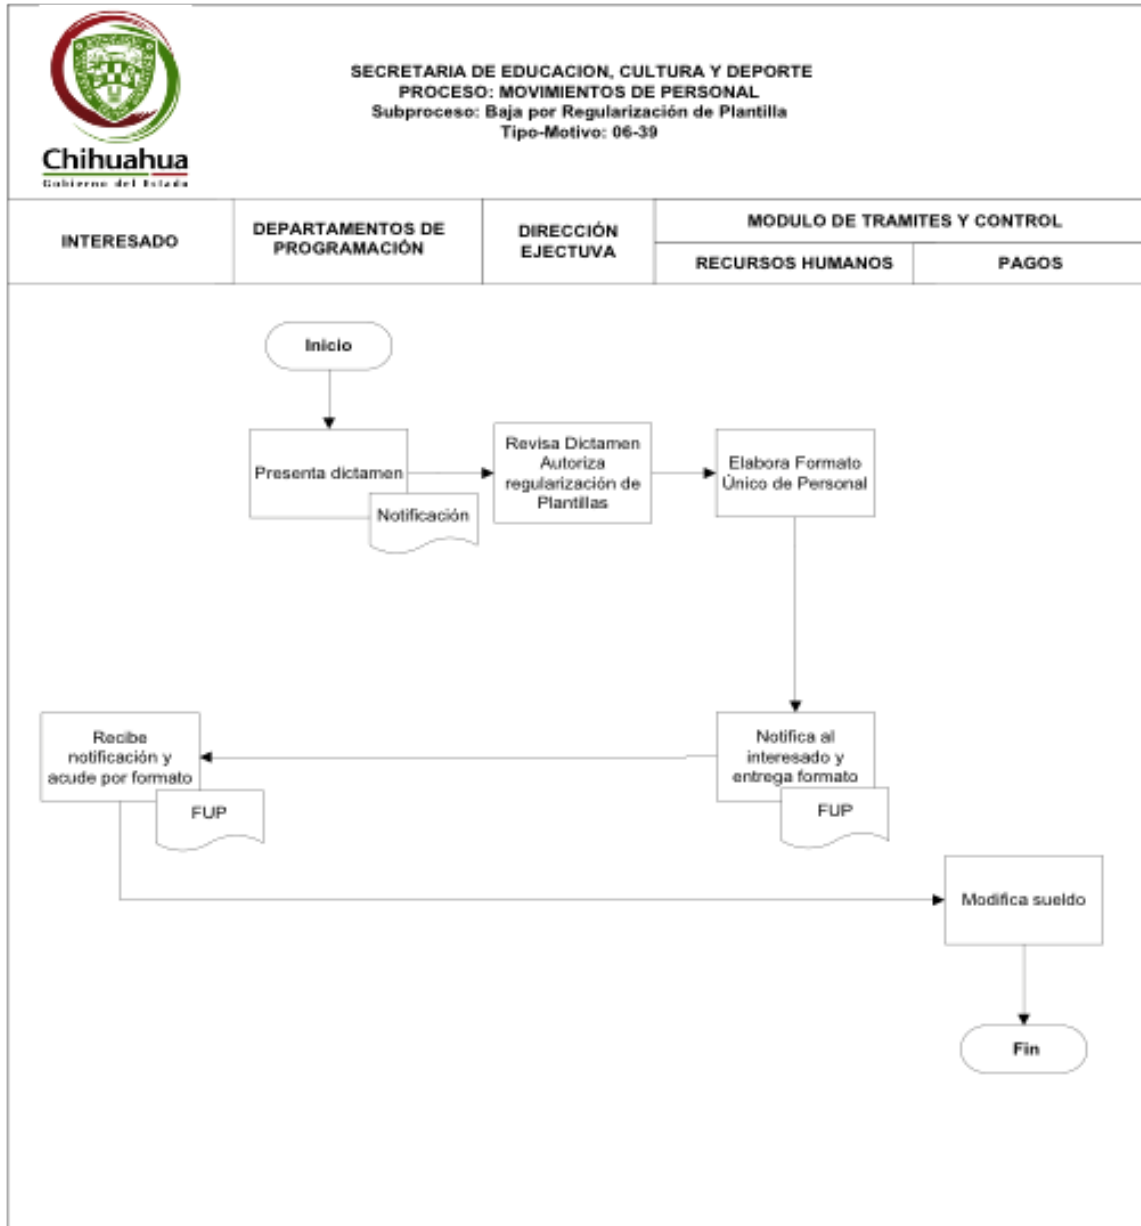 Chihuahua
Gobierno del Estado
SECRETARIA DE EDUCACION, CULTURA Y DEPORTE
PROCESO: MOVIMIENTOS DE PERSONAL
Subproceso: Baja por Regularización de Plantilla
Tipo-Motivo: 06-39
INTERESADO
DEPARTAMENTOS DE
PROGRAMACIÓN
DIRECCIÓN
EJECTUVA
MODULO DE TRAMITES Y CONTROL
RECURSOS HUMANOS
PAGOS
Inicio
Presenta dictamen
Notificación
Revisa Dictamen
Autoriza
regularización de
Plantillas
Elabora Formato
Único de Personal
Notifica al
interesado y
entrega formato
FUP
Recibe
notificación y
acude por formato
FUP
Modifica sueldo
Fin